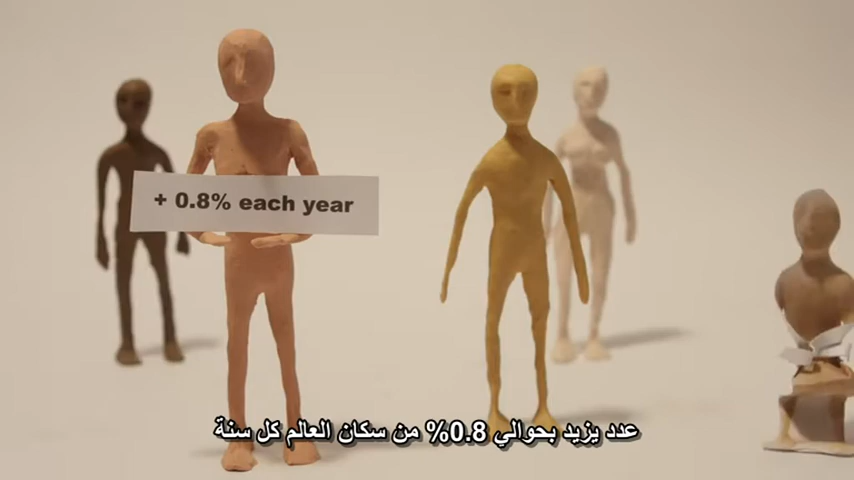 + 0.8% each year
عدد يزيد بحوالي 0.8% من سكان العالم كل سنة